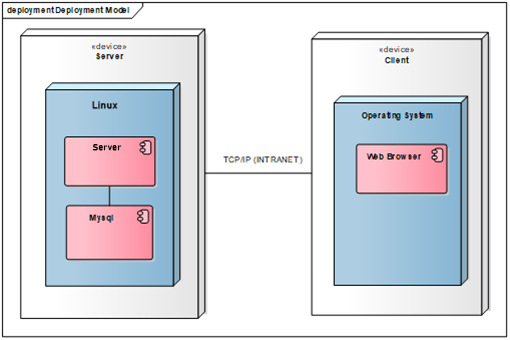 deployment Deployment Model
«device»
Server
Linux
Server
Mysql
TCP/IP (INTRANET)
«device»
Client
Operating System
Web Browser